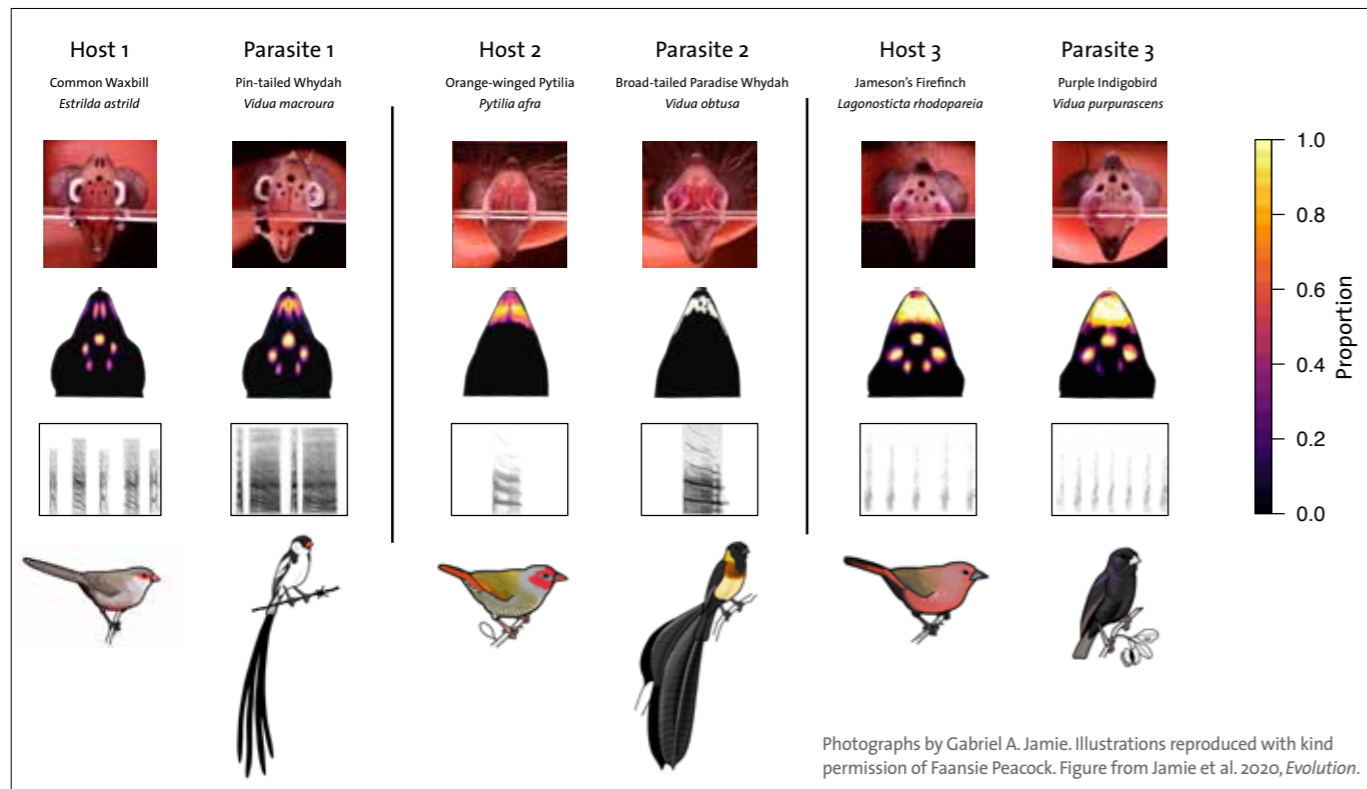 Host 1
Parasite 1
Host 2
Parasite 2
Host 3
Parasite 3
Common Waxbill
Pin-tailed Whydah
Orange-winged Pytilia
Broad-tailed Paradise Whydah
Jameson's Firefinch
Purple Indigobird
Estrilda astrild
Vidua macroura
Pytilia afra
Vidua obtusa
Lagonosticta rhodopareia
Vidua purpurascens
1.0
0.8
0.6
0.4
0.2
0.0
Proportion
Photographs by Gabriel A. Jamie. Illustrations reproduced with kind
permission of Faansie Peacock. Figure from Jamie et al. 2020, Evolution.